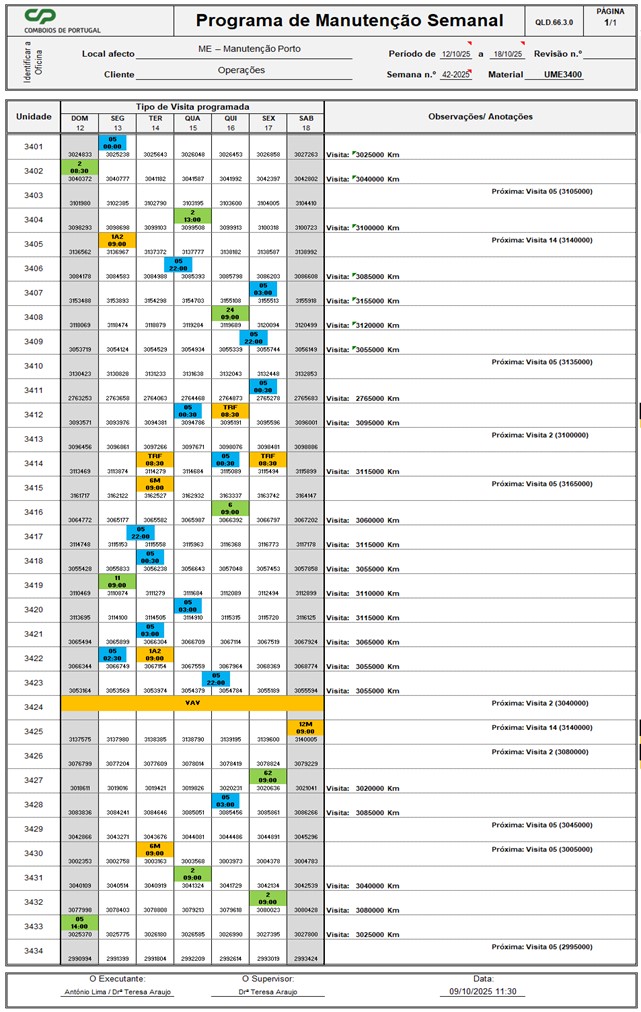 CP
COMBOIOS DE PORTUGAL
Programa de Manutenção Semanal
QLD.66.3.0
PÁGINA
1/1
Identificar a Oficina
Local afecto ME – Manutenção Porto
Período de 12/10/25 a 18/10/25 Revisão n.º
Cliente Operações
Semana n.º 42-2025 Material UME3400
Unidade
Tipo de Visita programada
Observações/ Anotações
DOM SEG TER QUA QUI SEX SAB
12 13 14 15 16 17 18
3401
05
00:00
3024833 3025238 3025643 3026048 3026453 3026858 3027263 Visita: 3025000 Km
3402
2
00:30
3040372 3040777 3041182 3041587 3041992 3042397 3042802 Visita: 3040000 Km
3403 Próxima: Visita 05 (3105000)
3101980 3102385 3102790 3103195 3103600 3104005 3104410
3404
2
13:00
3098293 3098698 3099103 3099508 3099913 3100318 3100723 Visita: 3100000 Km
3405 Próxima: Visita 14 (3140000)
1A2
09:00
3136562 3136967 3137372 3137777 3138182 3138587 3138992
3406
05
22:00
3084178 3084583 3084988 3085393 3085798 3086203 3086608 Visita: 3085000 Km
3407
05
03:00
3153488 3153893 3154298 3154703 3155108 3155513 3155918 Visita: 3155000 Km
3408
24
09:00
3118069 3118474 3118879 3119284 3119689 3120094 3120499 Visita: 3120000 Km
3409
05
22:00
3053719 3054124 3054529 3054934 3055339 3055744 3056149 Visita: 3055000 Km
3410 Próxima: Visita 05 (3135000)
3130423 3130828 3131233 3131638 3132043 3132448 3132853
3411
05
00:30
2763253 2763658 2764063 2764468 2764873 2765278 2765683 Visita: 2765000 Km
3412
05 TRF
00:30 08:30
3093571 3093976 3094381 3094786 3095191 3095596 3096001 Visita: 3095000 Km
3413 Próxima: Visita 2 (3100000)
3096456 3096861 3097266 3097671 3098076 3098481 3098886
3414
TRF 05 TRF
08:30 00:30 08:30
3113469 3113874 3114279 3114684 3115089 3115494 3115899 Visita: 3115000 Km
3415 Próxima: Visita 05 (3165000)
6M
09:00
3161717 3162122 3162527 3162932 3163337 3163742 3164147
3416
6
09:00
3064772 3065177 3065582 3065987 3066392 3066797 3067202 Visita: 3060000 Km
3417
05
22:00
3114748 3115153 3115558 3115963 3116368 3116773 3117178 Visita: 3115000 Km
3418
05
00:30
3055428 3055833 3056238 3056643 3057048 3057453 3057858 Visita: 3055000 Km
3419
11
09:00
3110469 3110874 3111279 3111684 3112089 3112494 3112899 Visita: 3110000 Km
3420
05
03:00
3113695 3114100 3114505 3114910 3115315 3115720 3116125 Visita: 3115000 Km
3421
05
03:00
3065494 3065899 3066304 3066709 3067114 3067519 3067924 Visita: 3065000 Km
3422
05 1A2
02:30 09:00
3066344 3066749 3067154 3067559 3067964 3068369 3068774 Visita: 3055000 Km
3423
05
22:00
3053164 3053569 3053974 3054379 3054784 3055189 3055594 Visita: 3055000 Km
3424 VAV Próxima: Visita 2 (3040000)
3425 Próxima: Visita 14 (3140000)
12M
09:00
3137575 3137980 3138385 3138790 3139195 3139600 3140005
3426 Próxima: Visita 2 (3080000)
3076799 3077204 3077609 3078014 3078419 3078824 3079229
3427
62
09:00
3018611 3019016 3019421 3019826 3020231 3020636 3021041 Visita: 3020000 Km
3428
05
03:00
3083836 3084241 3084646 3085051 3085456 3085861 3086266 Visita: 3085000 Km
3429 Próxima: Visita 05 (3045000)
3042866 3043271 3043676 3044081 3044486 3044891 3045296
3430 Próxima: Visita 05 (3005000)
6M
09:00
3002353 3002758 3003163 3003568 3003973 3004378 3004783
3431
2
09:00
3040109 3040514 3040919 3041324 3041729 3042134 3042539 Visita: 3040000 Km
3432
2
09:00
3077998 3078403 3078808 3079213 3079618 3080023 3080428 Visita: 3080000 Km
3433
05
14:00
3025370 3025775 3026180 3026585 3026990 3027395 3027800 Visita: 3025000 Km
3434 Próxima: Visita 05 (2995000)
2990994 2991399 2991804 2992209 2992614 2993019 2993424
O Executante: O Supervisor: Data:
António Lima / Drª Teresa Araujo Drª Teresa Araujo 09/10/2025 11:30